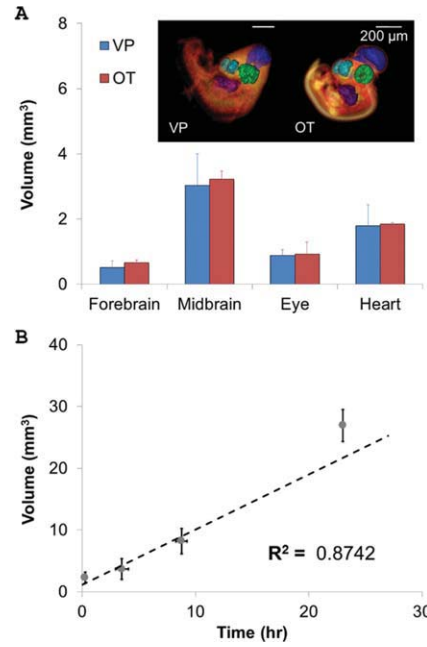 A
8
VP
OT
6
4
2
0
Volume (mm³)
VP
OT
200 µm
Forebrain Midbrain Eye Heart
B
40
30
20
10
0
Volume (mm³)
R² = 0.8742
0 10 20 30
Time (hr)